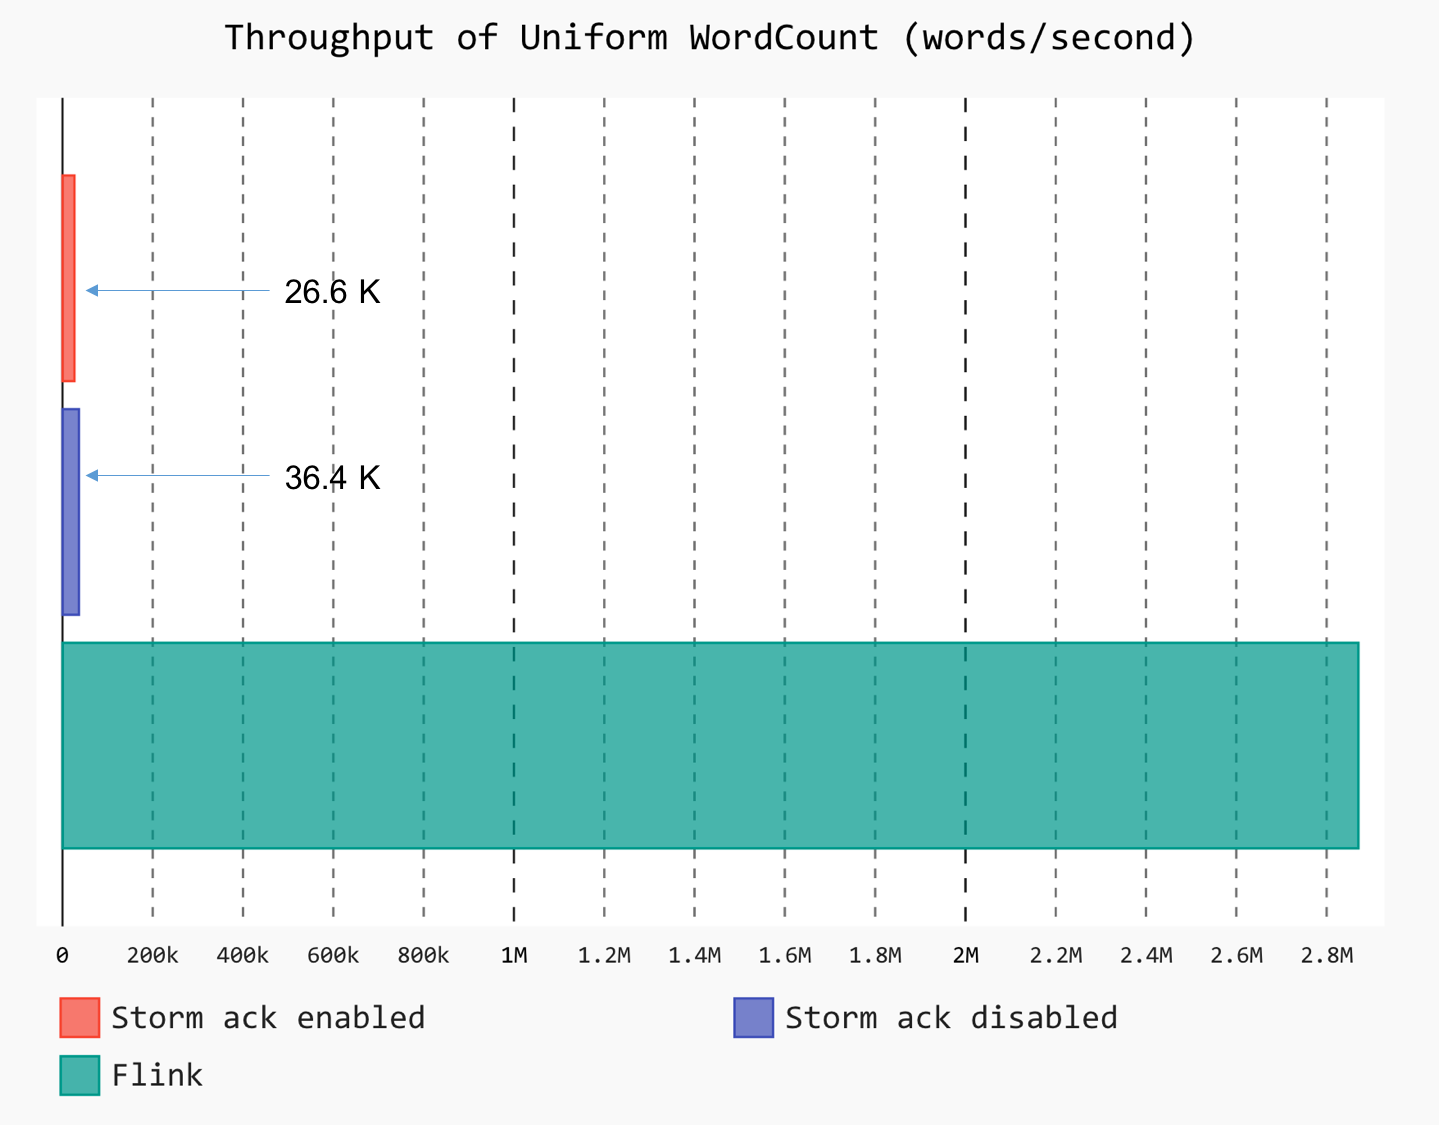 Throughput of Uniform WordCount (words/second)
26.6 K
36.4 K
0 200k 400k 600k 800k 1M 1.2M 1.4M 1.6M 1.8M 2M 2.2M 2.4M 2.6M 2.8M
Storm ack enabled Storm ack disabled
Flink